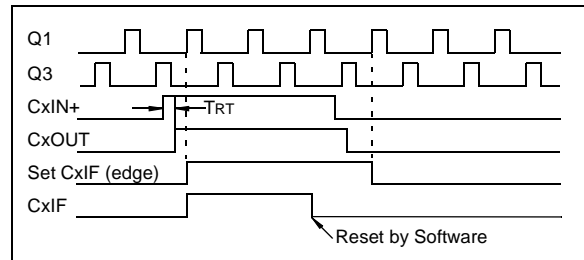 Q1
Q3
CxIN+
TRT
CxOUT
Set CxIF (edge)
CxIF
Reset by Software